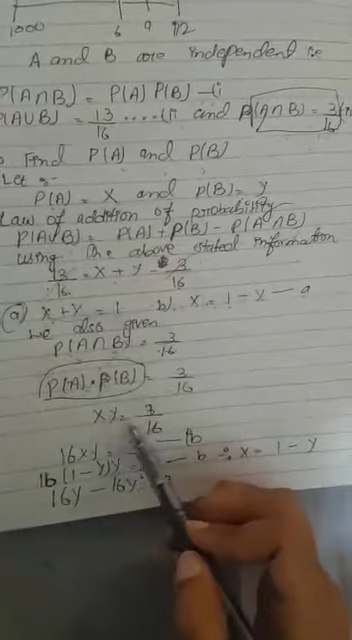 1000 6 9 12
A and B are independent ie
P(A∩B) = P(A) P(B) —(i
P(A∪B) = 13/16 ....(ii and P(A∩B) = 3/16
Find P(A) and P(B)
Let :-
P(A) = X and P(B) = Y
Law of addition of probability
P(A∪B) = P(A) + P(B) - P(A∩B)
using the above stated information
13/16 = X + Y - 3/16
(a) X + Y = 1 b) X = 1 - Y — a
We also given
P(A∩B) = 3/16
P(A) . P(B) = 3/16
XY = 3/16
16XY = — b
16(1-Y)Y = — b ∵ X = 1 - Y
16Y - 16Y²